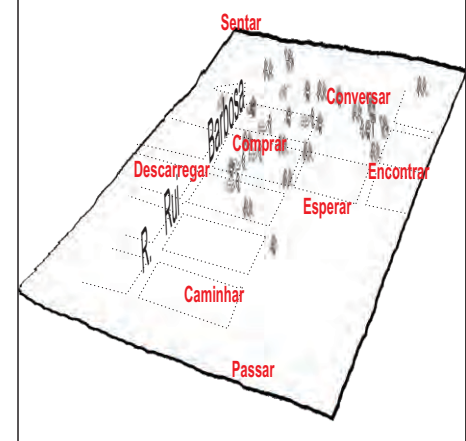 Sentar
Conversar
Comprar
Descarregar
Encontrar
Esperar
R. Rui Barbosa
Caminhar
Passar